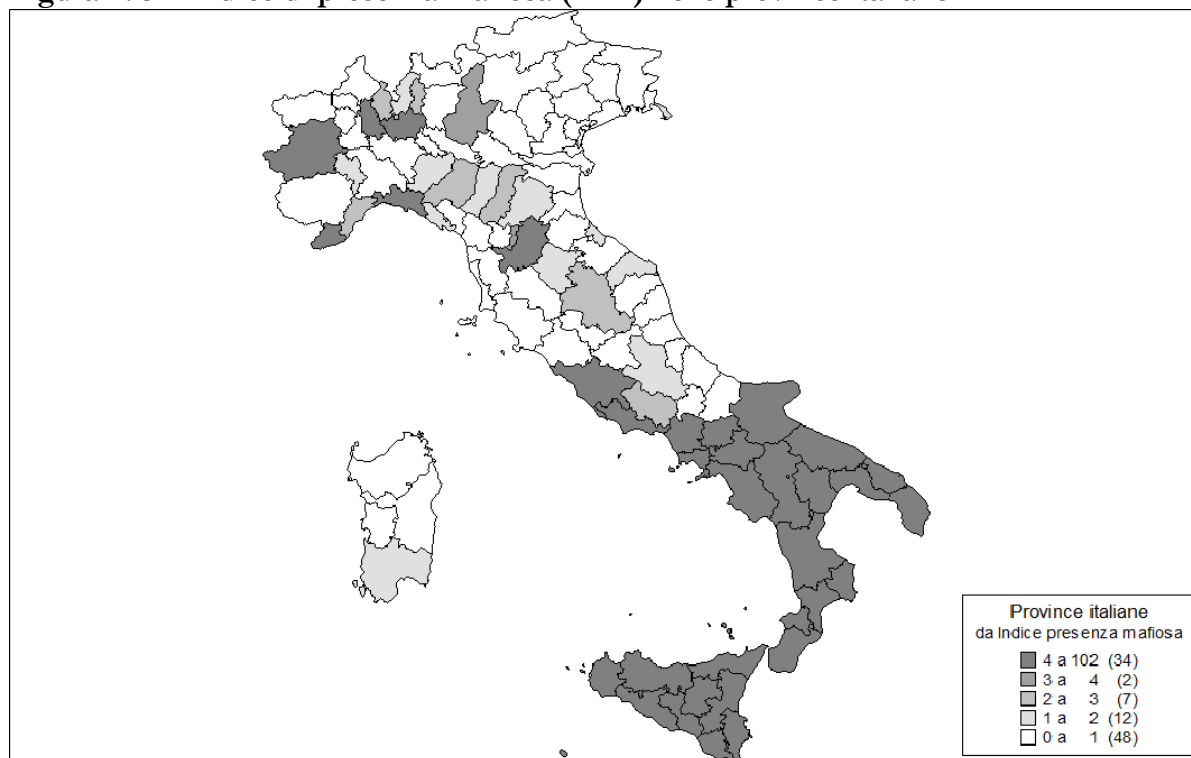 Province italiane
da Indice presenza mafiosa
4 a 102 (34)
3 a 4 (2)
2 a 3 (7)
1 a 2 (12)
0 a 1 (48)